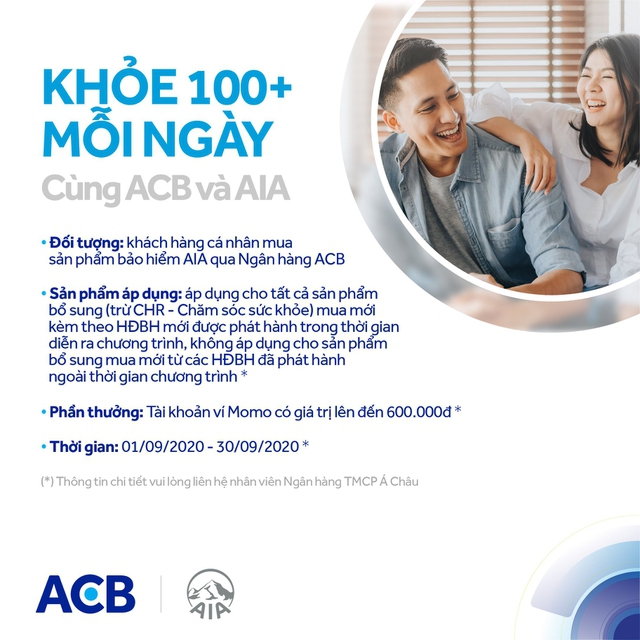 KHỎE 100+
MỖI NGÀY
Cùng ACB và AIA
• Đối tượng: khách hàng cá nhân mua
sản phẩm bảo hiểm AIA qua Ngân hàng ACB
• Sản phẩm áp dụng: áp dụng cho tất cả sản phẩm
bổ sung (trừ CHR - Chăm sóc sức khỏe) mua mới
kèm theo HĐBH mới được phát hành trong thời gian
diễn ra chương trình, không áp dụng cho sản phẩm
bổ sung mua mới từ các HĐBH đã phát hành
ngoài thời gian chương trình *
• Phần thưởng: Tài khoản ví Momo có giá trị lên đến 600.000đ *
• Thời gian: 01/09/2020 - 30/09/2020 *
(*) Thông tin chi tiết vui lòng liên hệ nhân viên Ngân hàng TMCP Á Châu
ACB
AIA